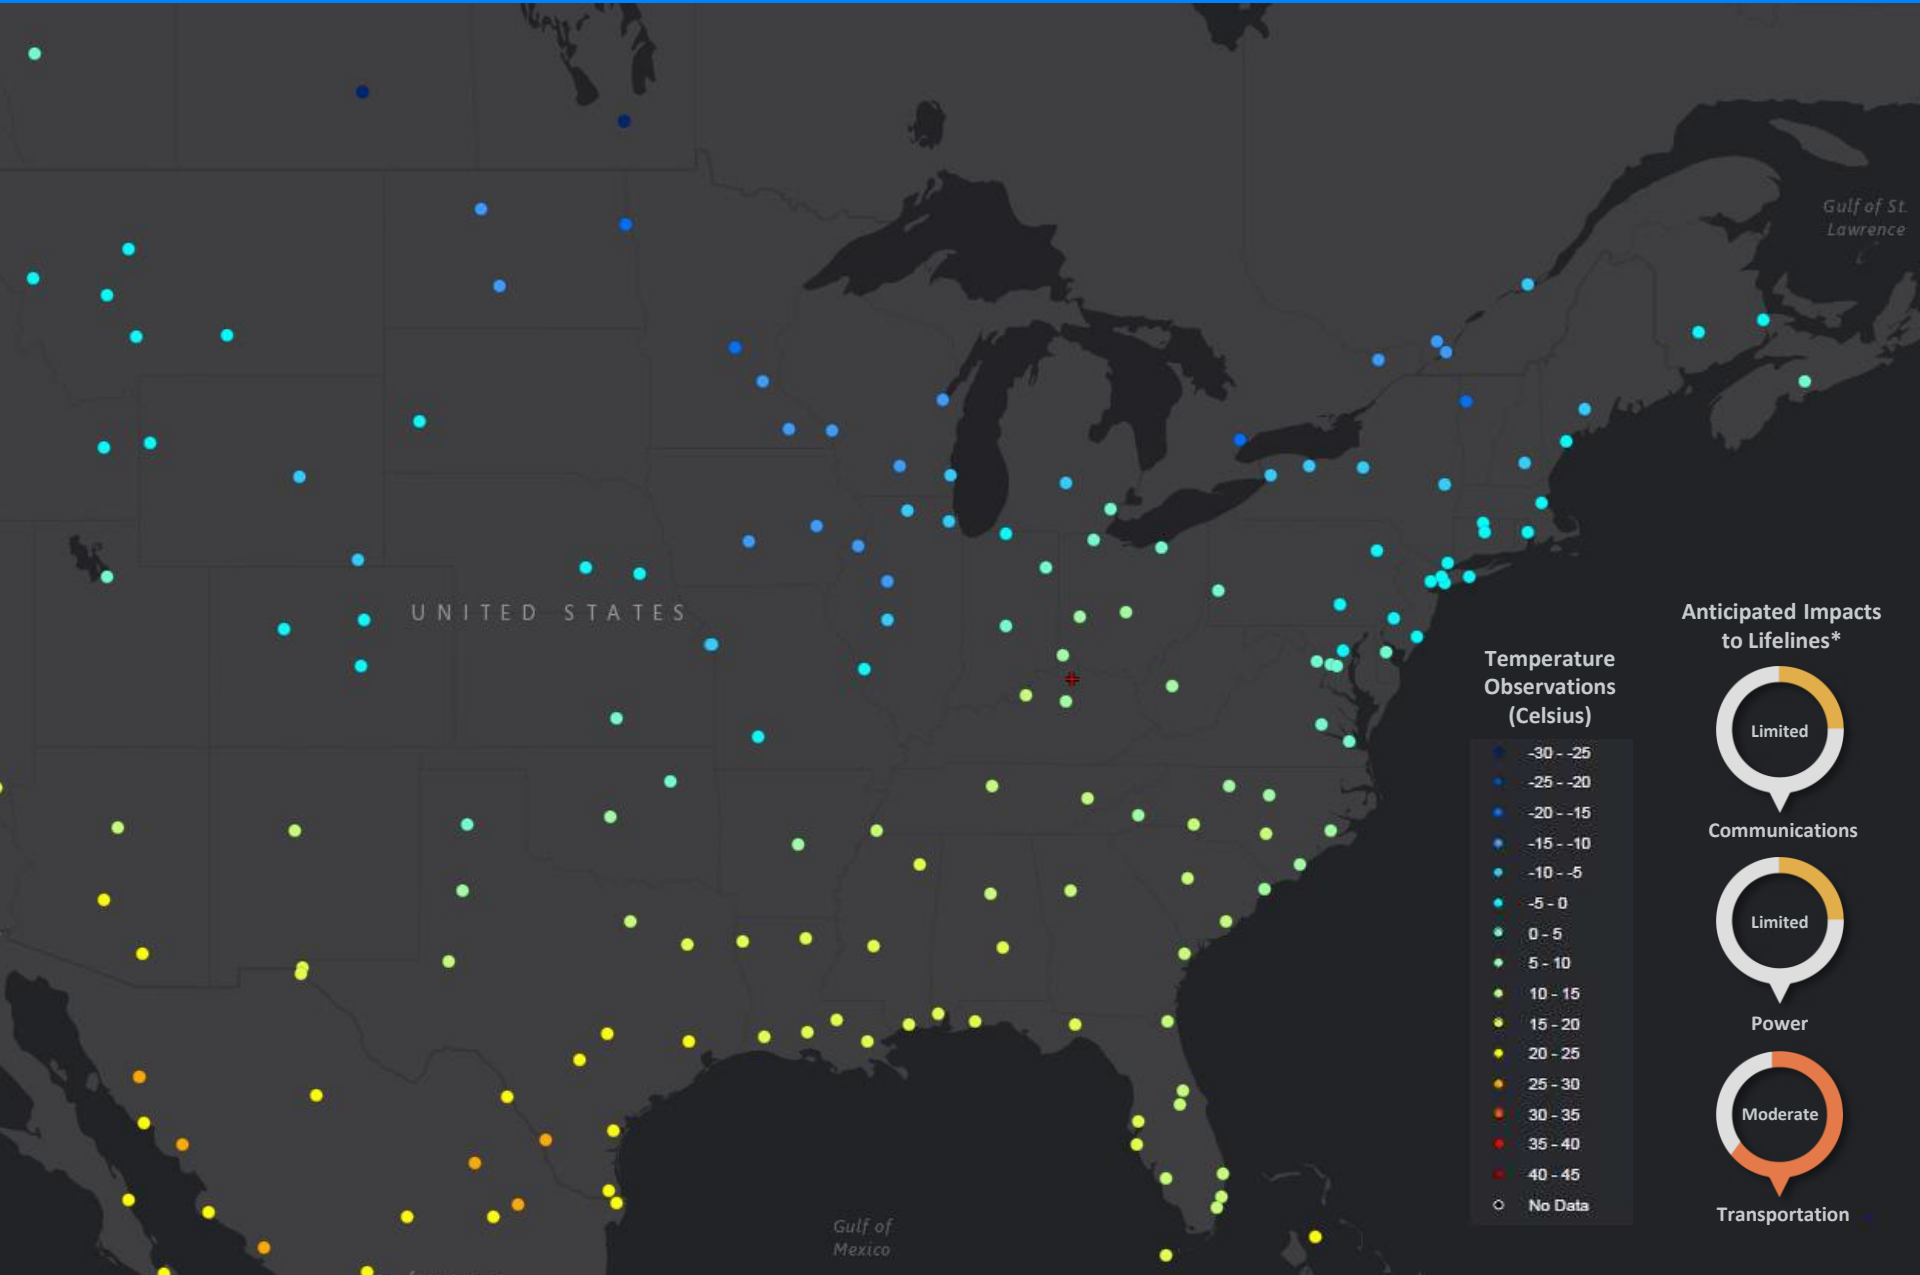 Gulf of St.
Lawrence
UNITED STATES
Gulf of
Mexico
Temperature
Observations
(Celsius)
-30 - -25
-25 - -20
-20 - -15
-15 - -10
-10 - -5
-5 - 0
0 - 5
5 - 10
10 - 15
15 - 20
20 - 25
25 - 30
30 - 35
35 - 40
40 - 45
No Data
Anticipated Impacts
to Lifelines*
Limited
Communications
Limited
Power
Moderate
Transportation